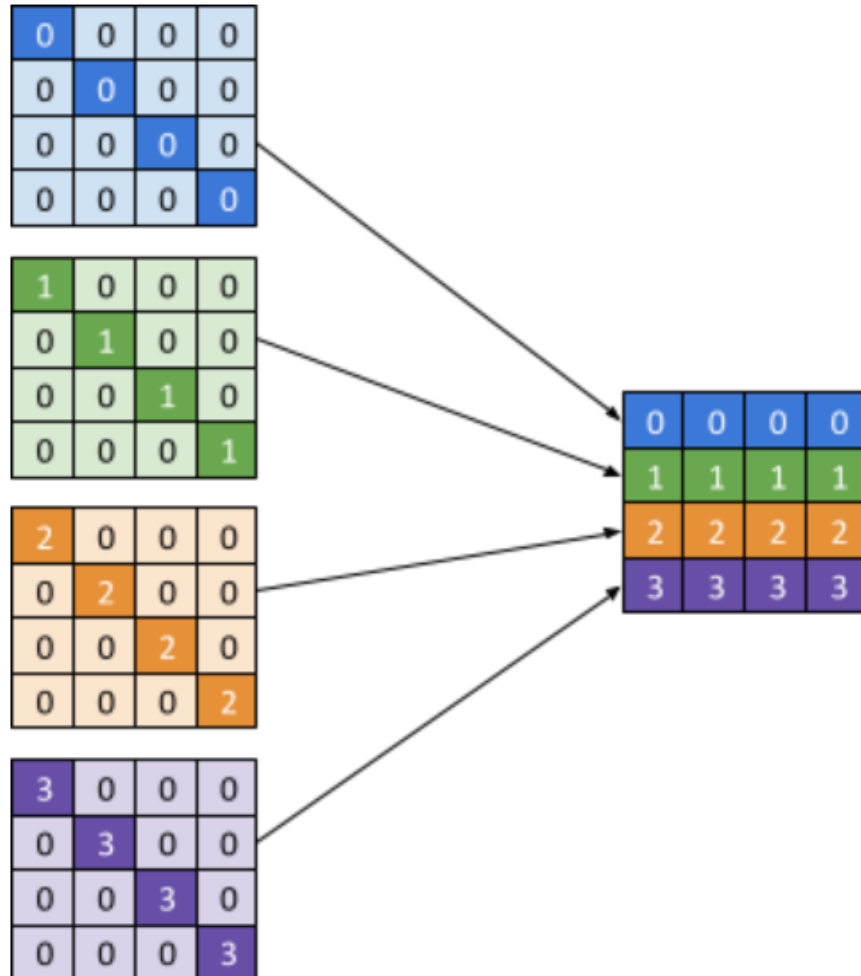 0 0 0 0
0 0 0 0
0 0 0 0
0 0 0 0
1 0 0 0
0 1 0 0
0 0 1 0
0 0 0 1
2 0 0 0
0 2 0 0
0 0 2 0
0 0 0 2
3 0 0 0
0 3 0 0
0 0 3 0
0 0 0 3
0 0 0 0
1 1 1 1
2 2 2 2
3 3 3 3